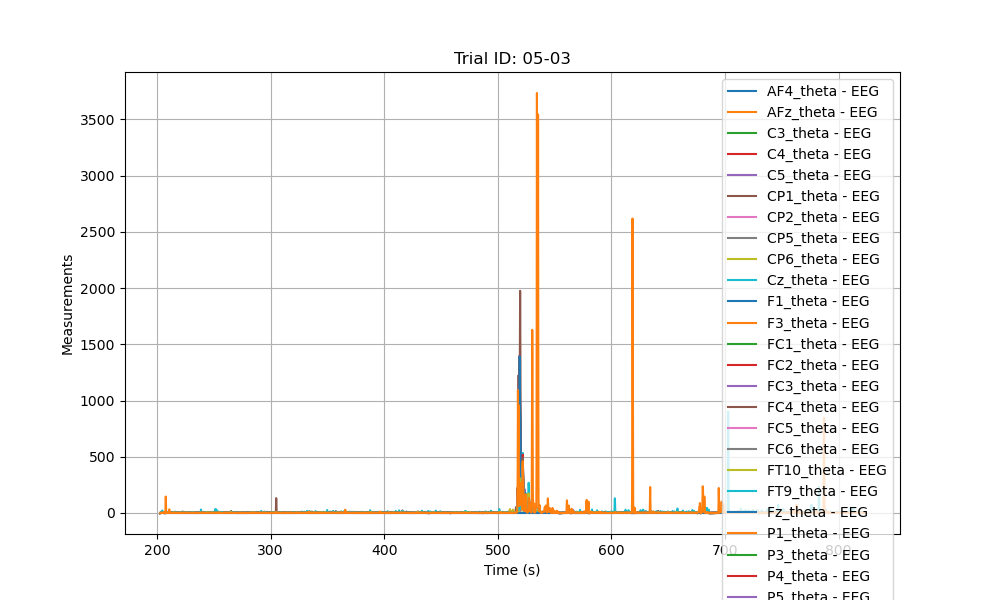 Trial ID: 05-03
Measurements
3500
3000
2500
2000
1500
1000
500
0
200
300
400
500
600
700
800
Time (s)
AF4_theta - EEG
AFz_theta - EEG
C3_theta - EEG
C4_theta - EEG
C5_theta - EEG
CP1_theta - EEG
CP2_theta - EEG
CP5_theta - EEG
CP6_theta - EEG
Cz_theta - EEG
F1_theta - EEG
F3_theta - EEG
FC1_theta - EEG
FC2_theta - EEG
FC3_theta - EEG
FC4_theta - EEG
FC5_theta - EEG
FC6_theta - EEG
FT10_theta - EEG
FT9_theta - EEG
Fz_theta - EEG
P1_theta - EEG
P3_theta - EEG
P4_theta - EEG
P5_theta - EEG